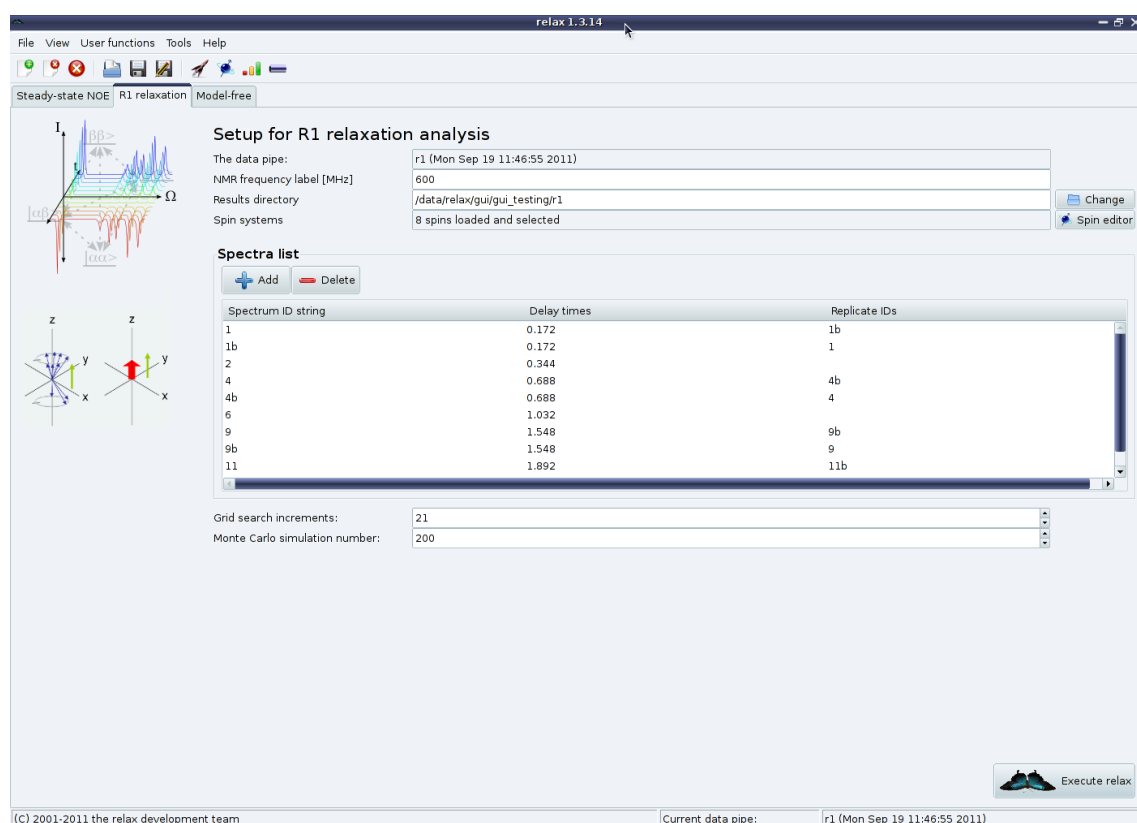 relax 1.3.14
File View User functions Tools Help
Steady-state NOE R1 relaxation Model-free
I
|ββ>
t
Ω
|αβ
|αα>
Setup for R1 relaxation analysis
The data pipe: r1 (Mon Sep 19 11:46:55 2011)
NMR frequency label [MHz] 600
Results directory /data/relax/gui/gui_testing/r1 Change
Spin systems 8 spins loaded and selected Spin editor
Spectra list
Add Delete
Spectrum ID string Delay times Replicate IDs
1 0.172 1b
1b 0.172 1
2 0.344
4 0.688 4b
4b 0.688 4
6 1.032
9 1.548 9b
9b 1.548 9
11 1.892 11b
z z
y y
x x
Grid search increments: 21
Monte Carlo simulation number: 200
Execute relax
(C) 2001-2011 the relax development team Current data pipe: r1 (Mon Sep 19 11:46:55 2011)